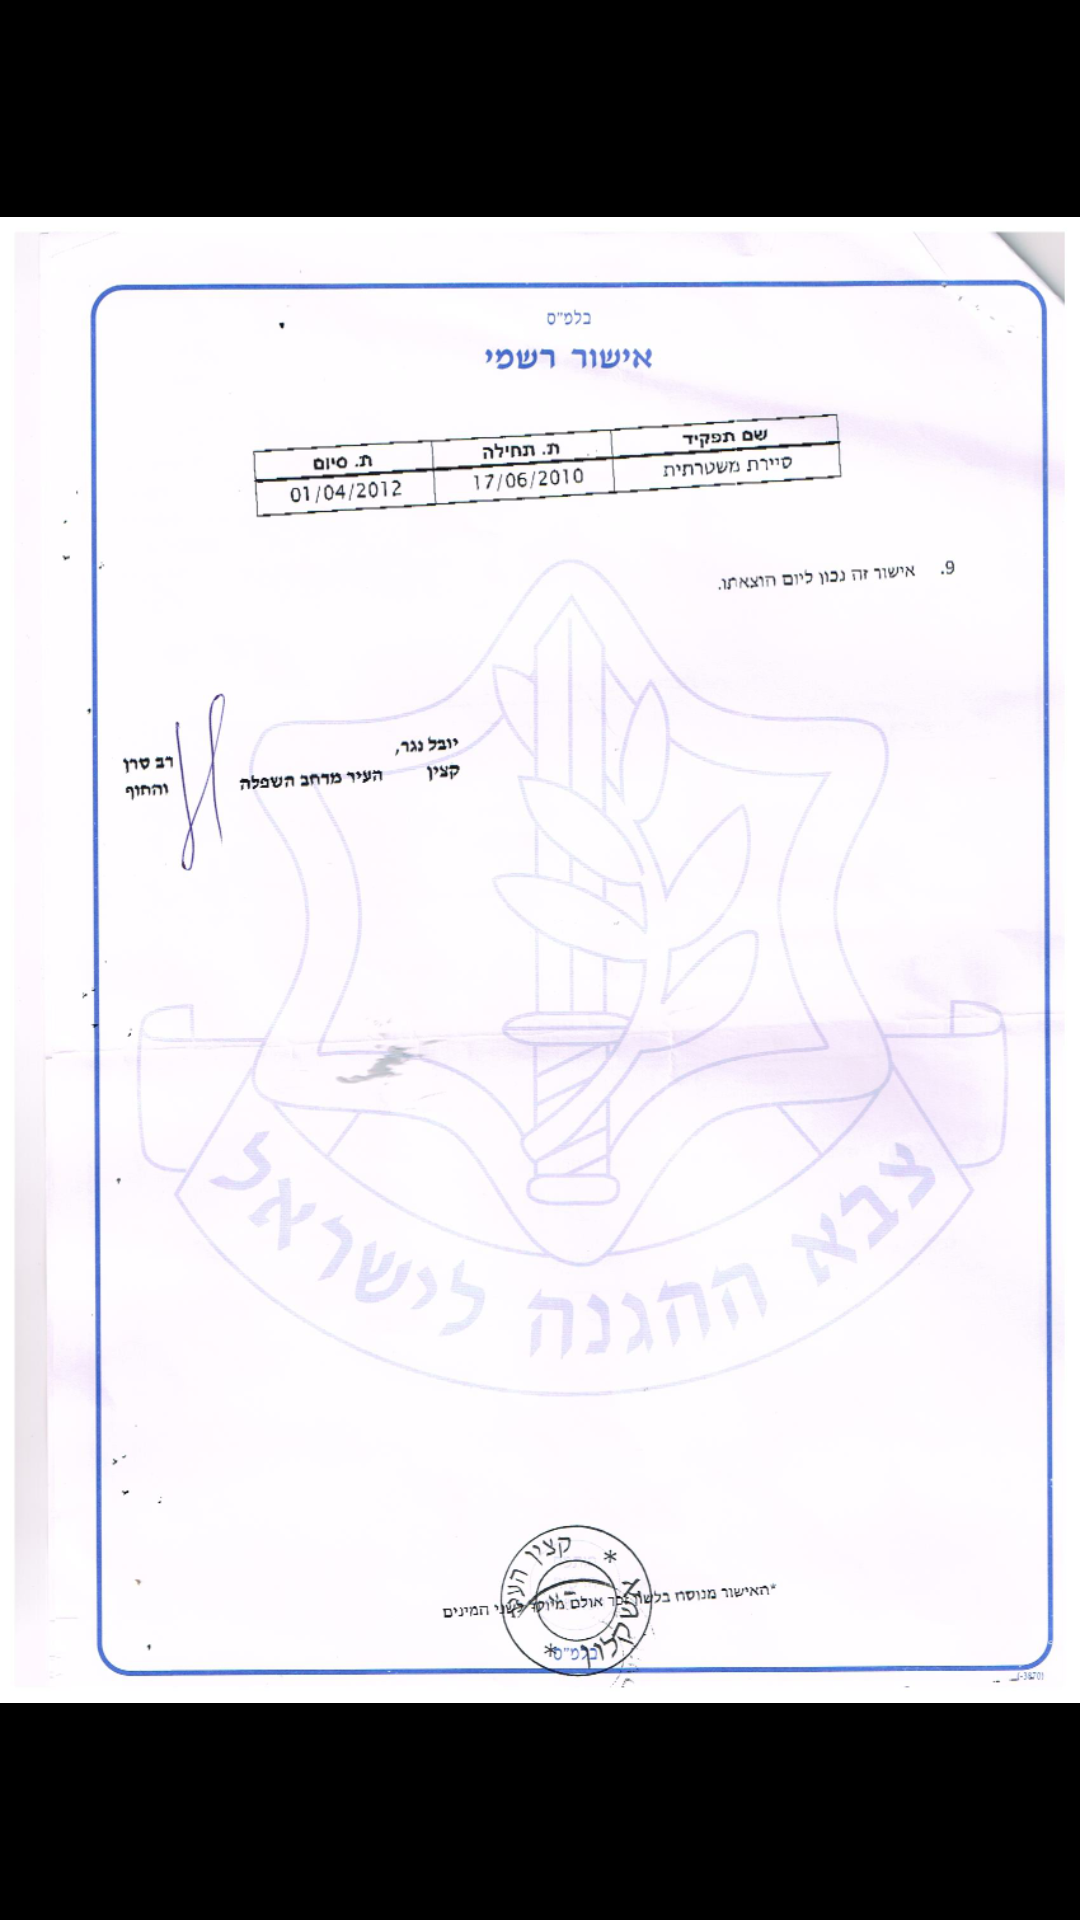 בלמ"ס
אישור רשמי
שם תפקיד ת. תחילה ת. סיום
סיירת משטרתית 17/06/2010 01/04/2012
9. אישור זה נכון ליום הוצאתו.
יובל נגר, רב סרן
קצין העיר מרחב השפלה והחוף
צבא ההגנה לישראל
קצין העיר
אשקלון
*האישור מנוסח בלשון זכר אולם מיועד לשני המינים
בלמ"ס